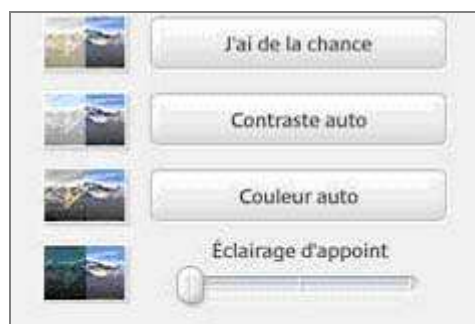 J'ai de la chance
Contraste auto
Couleur auto
Éclairage d'appoint